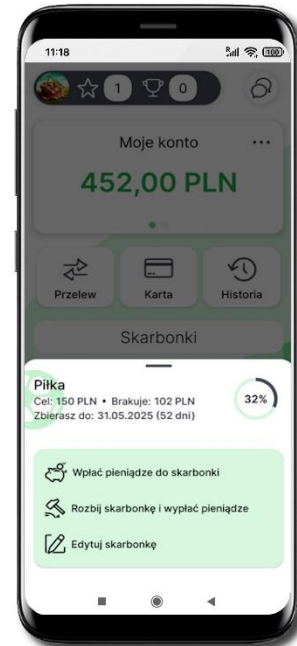 11:18
100
1
0
Moje konto
452,00 PLN
Przelew
Karta
Historia
Skarbonki
Piłka
Cel: 150 PLN • Brakuje: 102 PLN
Zbierasz do: 31.05.2025 (52 dni)
32%
Wpłać pieniądze do skarbonki
Rozbij skarbonkę i wypłać pieniądze
Edytuj skarbonkę